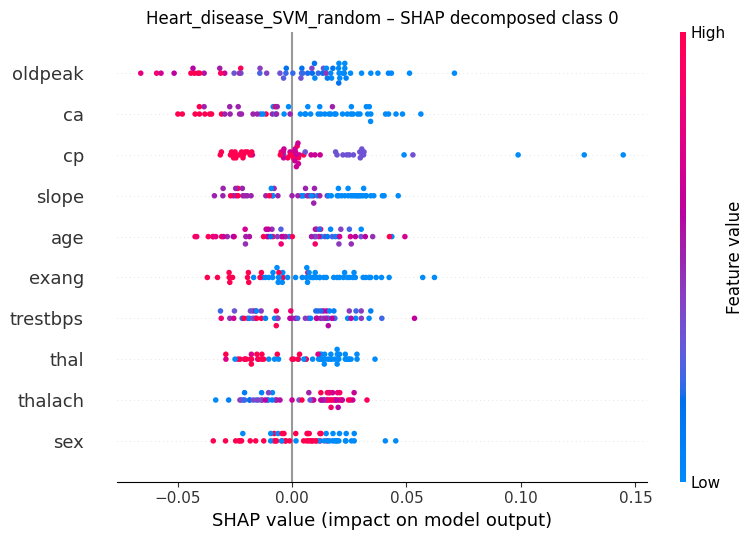 Heart_disease_SVM_random – SHAP decomposed class 0
High
oldpeak
ca
cp
slope
age
exang
trestbps
thal
thalach
sex
Feature value
Low
−0.05 0.00 0.05 0.10 0.15
SHAP value (impact on model output)